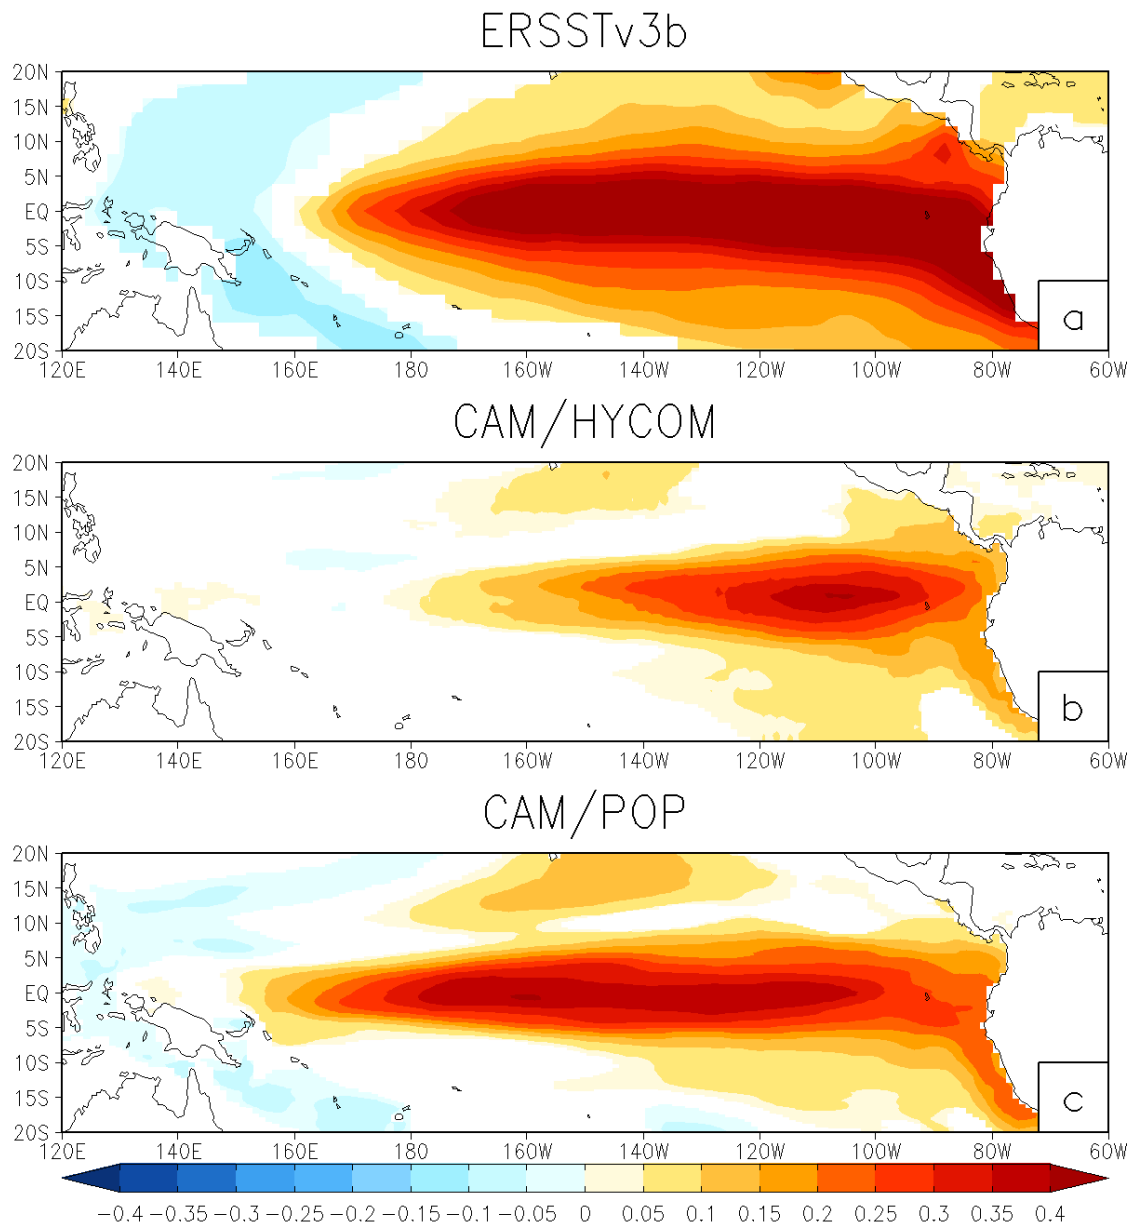 ERSSTv3b
20N
15N
10N
5N
EQ
5S
10S
15S
20S
a
120E 140E 160E 180 160W 140W 120W 100W 80W 60W
CAM/HYCOM
20N
15N
10N
5N
EQ
5S
10S
15S
20S
b
120E 140E 160E 180 160W 140W 120W 100W 80W 60W
CAM/POP
20N
15N
10N
5N
EQ
5S
10S
15S
20S
c
120E 140E 160E 180 160W 140W 120W 100W 80W 60W
-0.4 -0.35 -0.3 -0.25 -0.2 -0.15 -0.1 -0.05 0 0.05 0.1 0.15 0.2 0.25 0.3 0.35 0.4